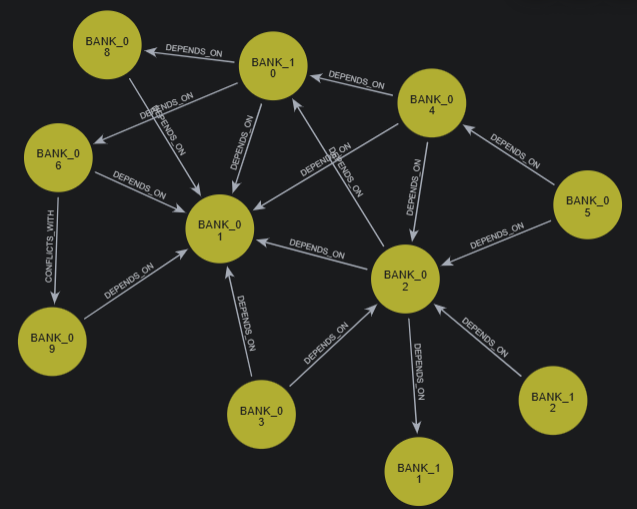 BANK_0
8
DEPENDS_ON
BANK_1
0
DEPENDS_ON
BANK_0
4
DEPENDS_ON
DEPENDS_ON
DEPENDS_ON
DEPENDS_ON
DEPENDS_ON
DEPENDS_ON
BANK_0
6
DEPENDS_ON
DEPENDS_ON
BANK_0
5
BANK_0
1
DEPENDS_ON
DEPENDS_ON
CONFLICTS_WITH
BANK_0
2
DEPENDS_ON
BANK_0
9
DEPENDS_ON
DEPENDS_ON
DEPENDS_ON
DEPENDS_ON
BANK_0
3
BANK_1
2
BANK_1
1